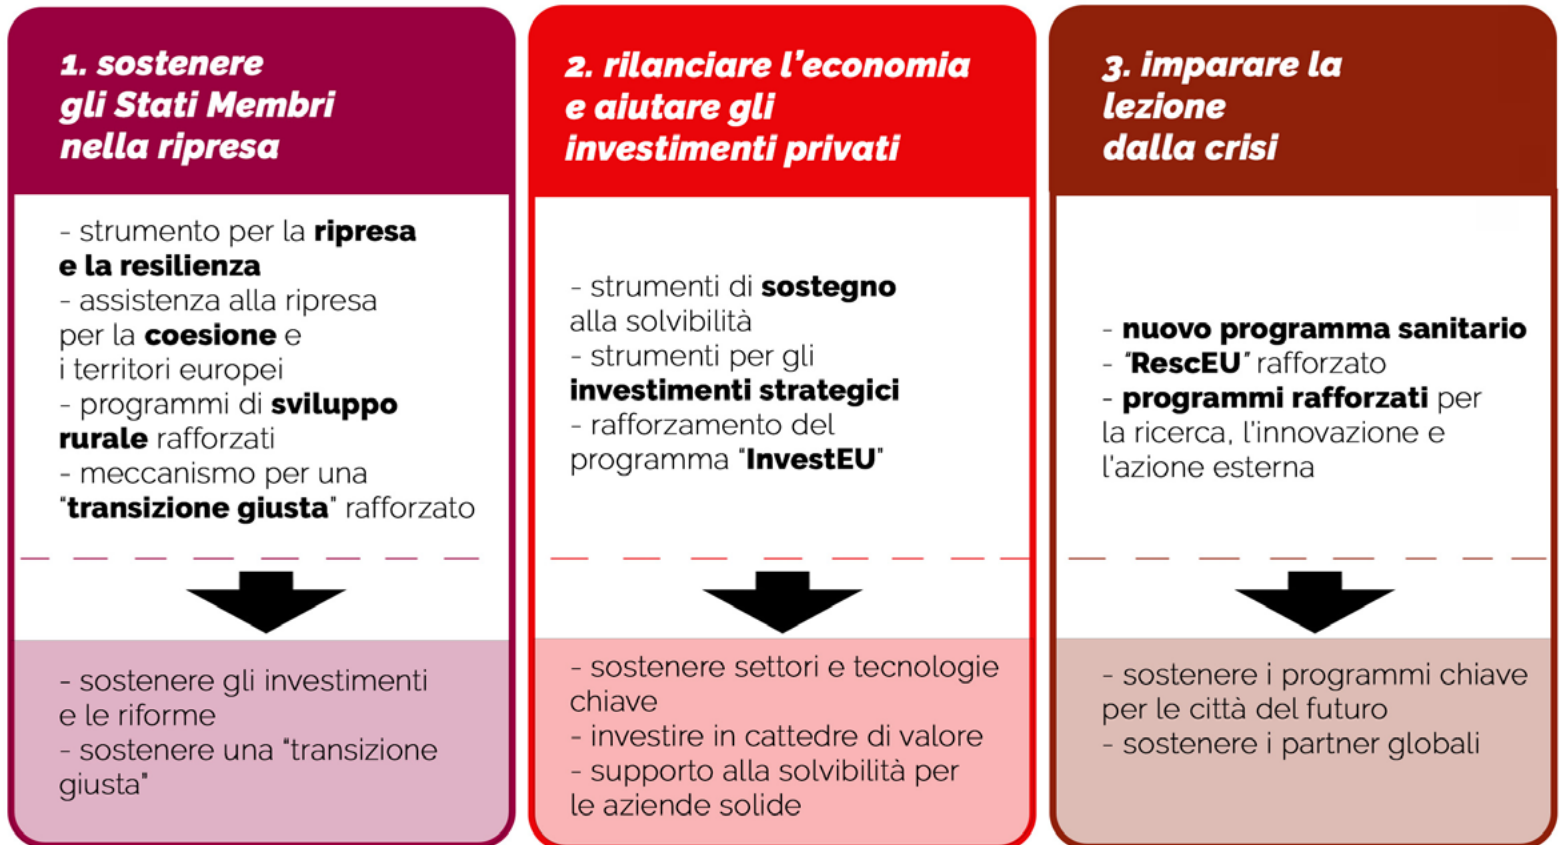 1. sostenere
gli Stati Membri
nella ripresa
- strumento per la ripresa
e la resilienza
- assistenza alla ripresa
per la coesione e
i territori europei
- programmi di sviluppo
rurale rafforzati
- meccanismo per una
"transizione giusta" rafforzato
- sostenere gli investimenti
e le riforme
- sostenere una "transizione
giusta"
2. rilanciare l'economia
e aiutare gli
investimenti privati
- strumenti di sostegno
alla solvibilità
- strumenti per gli
investimenti strategici
- rafforzamento del
programma "InvestEU"
- sostenere settori e tecnologie
chiave
- investire in cattedre di valore
- supporto alla solvibilità per
le aziende solide
3. imparare la
lezione
dalla crisi
- nuovo programma sanitario
- "RescEU" rafforzato
- programmi rafforzati per
la ricerca, l'innovazione e
l'azione esterna
- sostenere i programmi chiave
per le città del futuro
- sostenere i partner globali